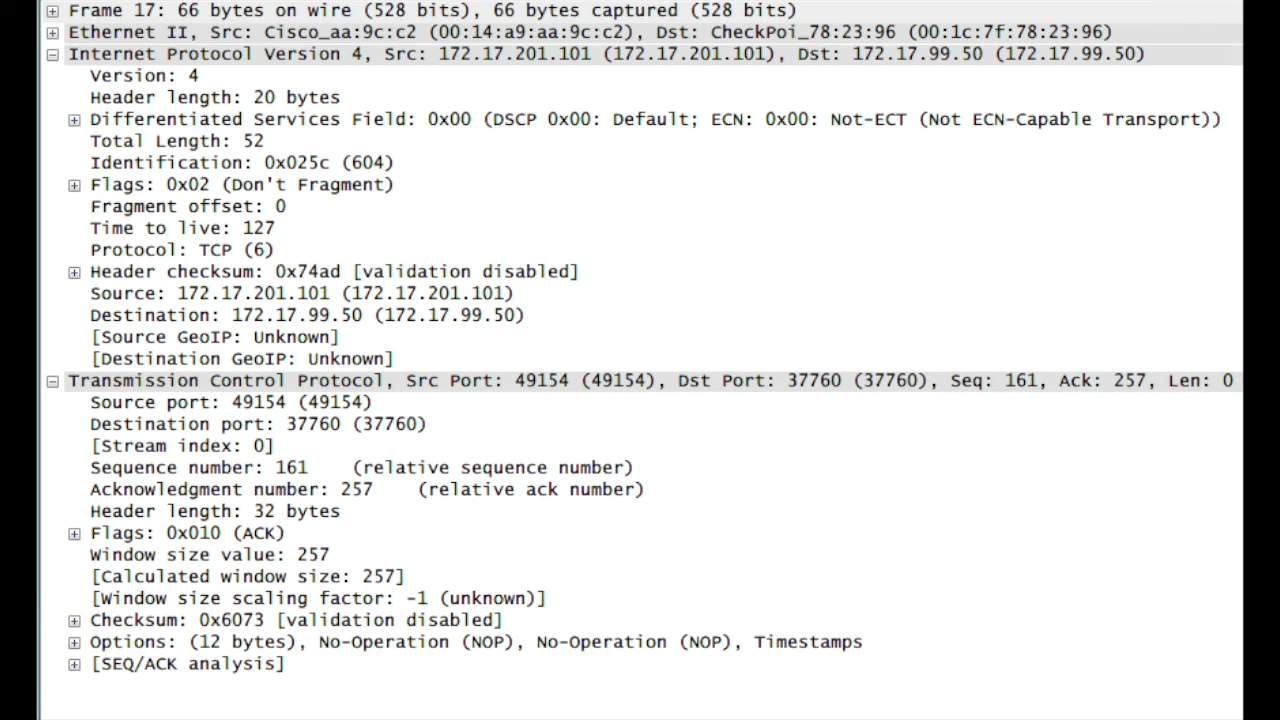 Frame 17: 66 bytes on wire (528 bits), 66 bytes captured (528 bits)
Ethernet II, Src: Cisco_aa:9c:c2 (00:14:a9:aa:9c:c2), Dst: CheckPoi_78:23:96 (00:1c:7f:78:23:96)
Internet Protocol Version 4, Src: 172.17.201.101 (172.17.201.101), Dst: 172.17.99.50 (172.17.99.50)
Version: 4
Header length: 20 bytes
Differentiated Services Field: 0x00 (DSCP 0x00: Default; ECN: 0x00: Not-ECT (Not ECN-Capable Transport))
Total Length: 52
Identification: 0x025c (604)
Flags: 0x02 (Don't Fragment)
Fragment offset: 0
Time to live: 127
Protocol: TCP (6)
Header checksum: 0x74ad [validation disabled]
Source: 172.17.201.101 (172.17.201.101)
Destination: 172.17.99.50 (172.17.99.50)
[Source GeoIP: Unknown]
[Destination GeoIP: Unknown]
Transmission Control Protocol, Src Port: 49154 (49154), Dst Port: 37760 (37760), Seq: 161, Ack: 257, Len: 0
Source port: 49154 (49154)
Destination port: 37760 (37760)
[Stream index: 0]
Sequence number: 161    (relative sequence number)
Acknowledgment number: 257    (relative ack number)
Header length: 32 bytes
Flags: 0x010 (ACK)
Window size value: 257
[Calculated window size: 257]
[Window size scaling factor: -1 (unknown)]
Checksum: 0x6073 [validation disabled]
Options: (12 bytes), No-Operation (NOP), No-Operation (NOP), Timestamps
[SEQ/ACK analysis]